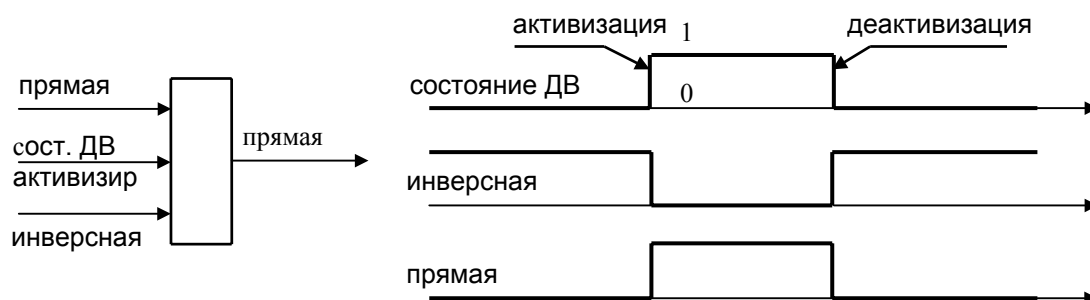 прямая
сост. ДВ
активизир
инверсная
прямая
активизация
1
деактивизация
состояние ДВ
0
инверсная
прямая